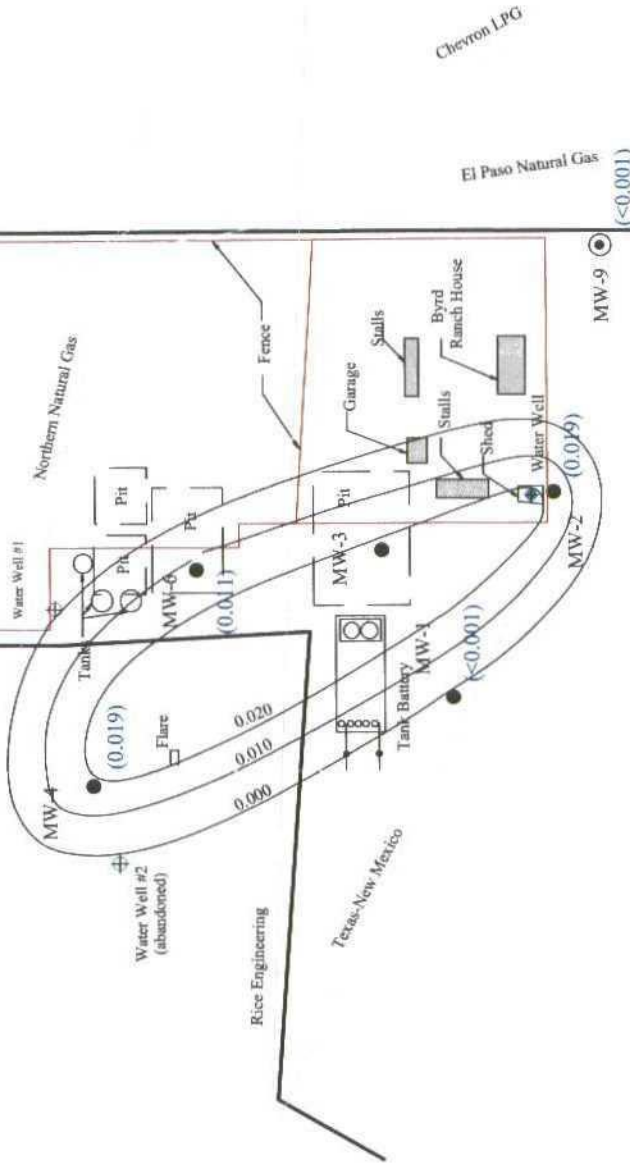 Chevron LPG
El Paso Natural Gas
(<0.001)
MW-9
Northern Natural Gas
Fence
Stalls
Byrd
Ranch House
Garage
Stalls
Shed
Water Well
(0.019)
MW-2
Pit
Pit
Pit
Pit
MW-3
Water Well #1
Tank
MW-6
(0.011)
MW-1
(<0.001)
Tank Battery
(0.019)
Flare
0.020
0.010
0.000
MW-4
Water Well #2
(abandoned)
Rice Engineering
Texas-New Mexico